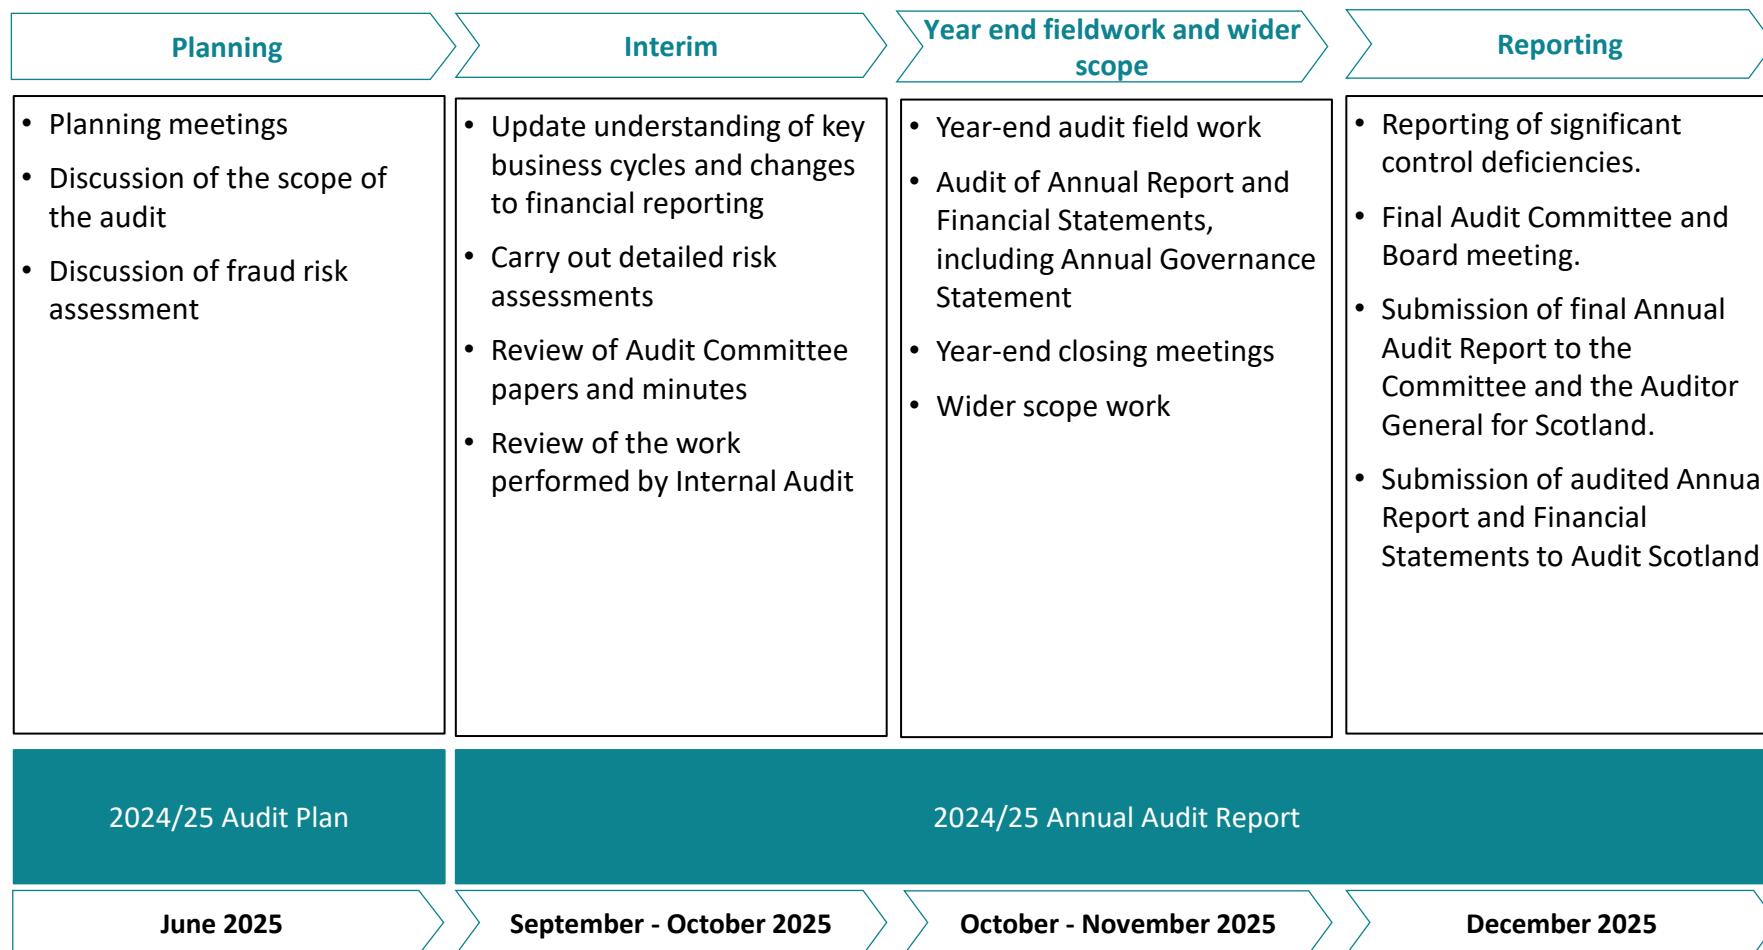 Planning
Interim
Year end fieldwork and wider
scope
Reporting
• Planning meetings
• Discussion of the scope of
the audit
• Discussion of fraud risk
assessment
• Update understanding of key
business cycles and changes
to financial reporting
• Carry out detailed risk
assessments
• Review of Audit Committee
papers and minutes
• Review of the work
performed by Internal Audit
• Year-end audit field work
• Audit of Annual Report and
Financial Statements,
including Annual Governance
Statement
• Year-end closing meetings
• Wider scope work
• Reporting of significant
control deficiencies.
• Final Audit Committee and
Board meeting.
• Submission of final Annual
Audit Report to the
Committee and the Auditor
General for Scotland.
• Submission of audited Annua
Report and Financial
Statements to Audit Scotland
2024/25 Audit Plan
2024/25 Annual Audit Report
June 2025
September - October 2025
October - November 2025
December 2025